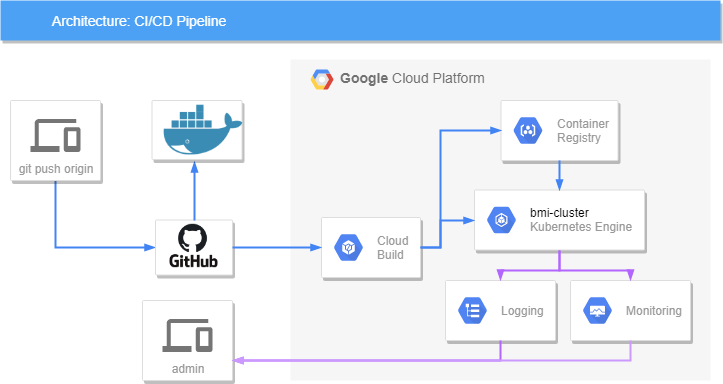 Architecture: CI/CD Pipeline
Google Cloud Platform
git push origin
Container
Registry
bmi-cluster
Kubernetes Engine
GitHub
Cloud
Build
Logging
Monitoring
admin